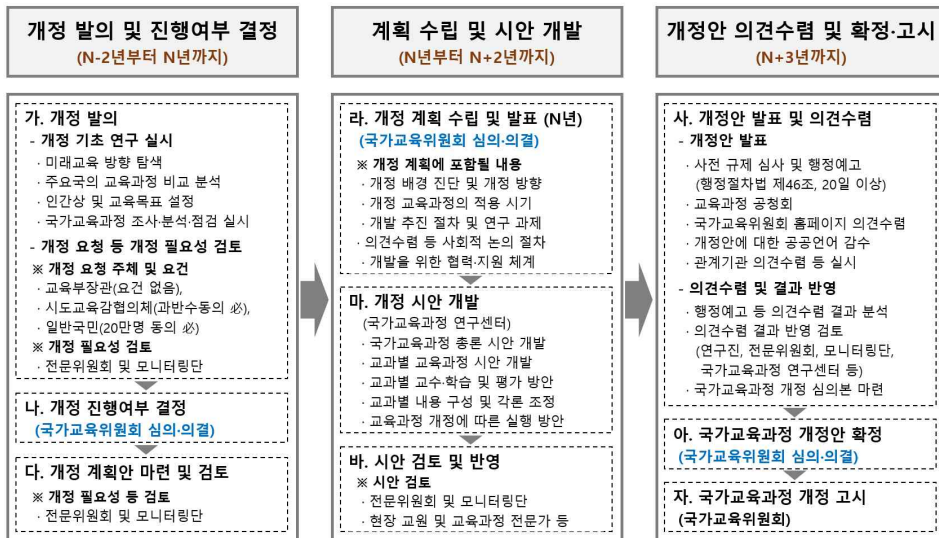 개정 발의 및 진행여부 결정
(N-2년부터 N년까지)
가. 개정 발의
- 개정 기초 연구 실시
· 미래교육 방향 탐색
· 주요국의 교육과정 비교 분석
· 인간상 및 교육목표 설정
· 국가교육과정 조사·분석·점검 실시
- 개정 요청 등 개정 필요성 검토
※ 개정 요청 주체 및 요건
· 교육부장관(요건 없음),
· 시도교육감협의체(과반수동의 必),
· 일반국민(20만명 동의 必)
※ 개정 필요성 검토
· 전문위원회 및 모니터링단
나. 개정 진행여부 결정
(국가교육위원회 심의·의결)
다. 개정 계획안 마련 및 검토
※ 개정 필요성 등 검토
· 전문위원회 및 모니터링단
계획 수립 및 시안 개발
(N년부터 N+2년까지)
라. 개정 계획 수립 및 발표 (N년)
(국가교육위원회 심의·의결)
※ 개정 계획에 포함될 내용
· 개정 배경 진단 및 개정 방향
· 개정 교육과정의 적용 시기
· 개발 추진 절차 및 연구 과제
· 의견수렴 등 사회적 논의 절차
· 개발을 위한 협력·지원 체계
마. 개정 시안 개발
(국가교육과정 연구센터)
· 국가교육과정 총론 시안 개발
· 교과별 교육과정 시안 개발
· 교과별 교수·학습 및 평가 방안
· 교과별 내용 구성 및 각론 조정
· 교육과정 개정에 따른 실행 방안
바. 시안 검토 및 반영
※ 시안 검토
· 전문위원회 및 모니터링단
· 현장 교원 및 교육과정 전문가 등
개정안 의견수렴 및 확정·고시
(N+3년까지)
사. 개정안 발표 및 의견수렴
- 개정안 발표
· 사전 규제 심사 및 행정예고
(행정절차법 제46조, 20일 이상)
· 교육과정 공청회
· 국가교육위원회 홈페이지 의견수렴
· 개정안에 대한 공공언어 감수
· 관계기관 의견수렴 등 실시
- 의견수렴 및 결과 반영
· 행정예고 등 의견수렴 결과 분석
· 의견수렴 결과 반영 검토
(연구진, 전문위원회, 모니터링단,
국가교육과정 연구센터 등)
· 국가교육과정 개정 심의본 마련
아. 국가교육과정 개정안 확정
(국가교육위원회 심의·의결)
자. 국가교육과정 개정 고시
(국가교육위원회)